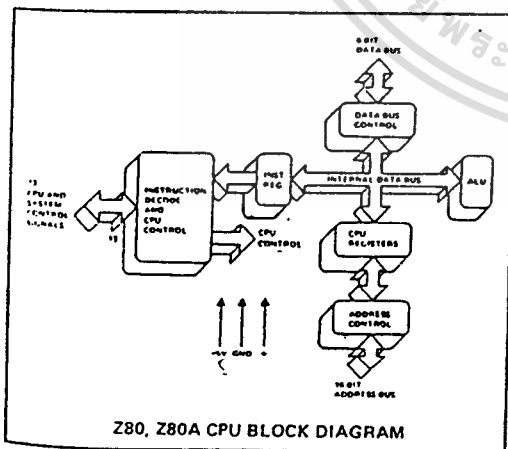 8 BIT
DATA BUS
DATA BUS
CONTROL
13
CPU AND
SYSTEM
CONTROL
SIGNALS
INSTRUCTION
DECODE
AND
CPU
CONTROL
INST
REG
INTERNAL DATA BUS
ALU
CPU
CONTROL
CPU
REGISTERS
ADDRESS
CONTROL
+5V GND
16 BIT
ADDRESS BUS
Z80, Z80A CPU BLOCK DIAGRAM